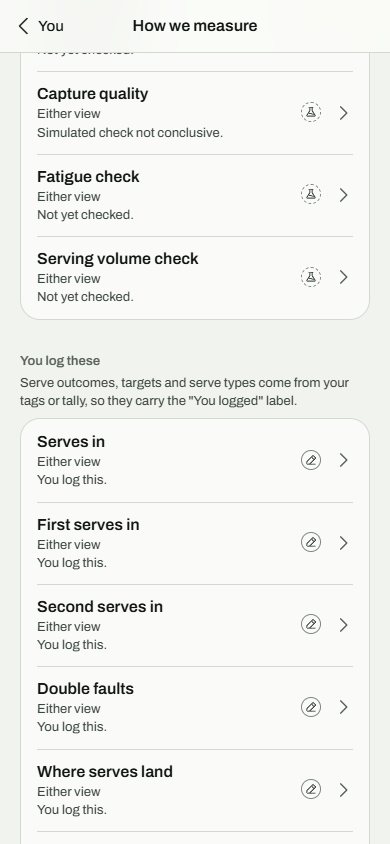 You
How we measure
Capture quality
Either view
Simulated check not conclusive.
Fatigue check
Either view
Not yet checked.
Serving volume check
Either view
Not yet checked.
You log these
Serve outcomes, targets and serve types come from your
tags or tally, so they carry the "You logged" label.
Serves in
Either view
You log this.
First serves in
Either view
You log this.
Second serves in
Either view
You log this.
Double faults
Either view
You log this.
Where serves land
Either view
You log this.